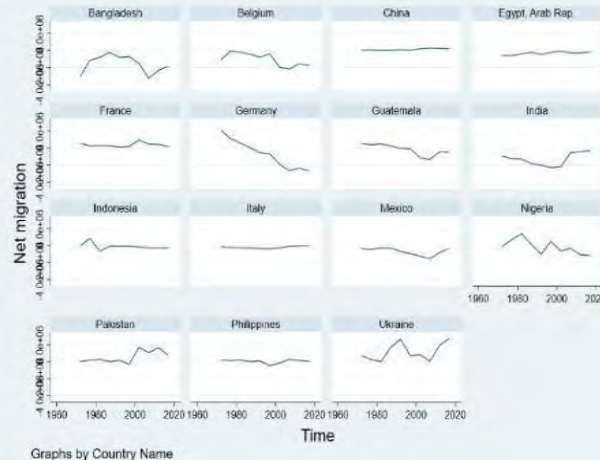 Bangladesh
Belgium
China
Egypt, Arab Rep.
France
Germany
Guatemala
India
Indonesia
Italy
Mexico
Nigeria
Pakistan
Philippines
Ukraine
Net migration
1960 1980 2000 2020
1960 1980 2000 2020
1960 1980 2000 2020
1960 1980 2000 2020
Time
Graphs by Country Name